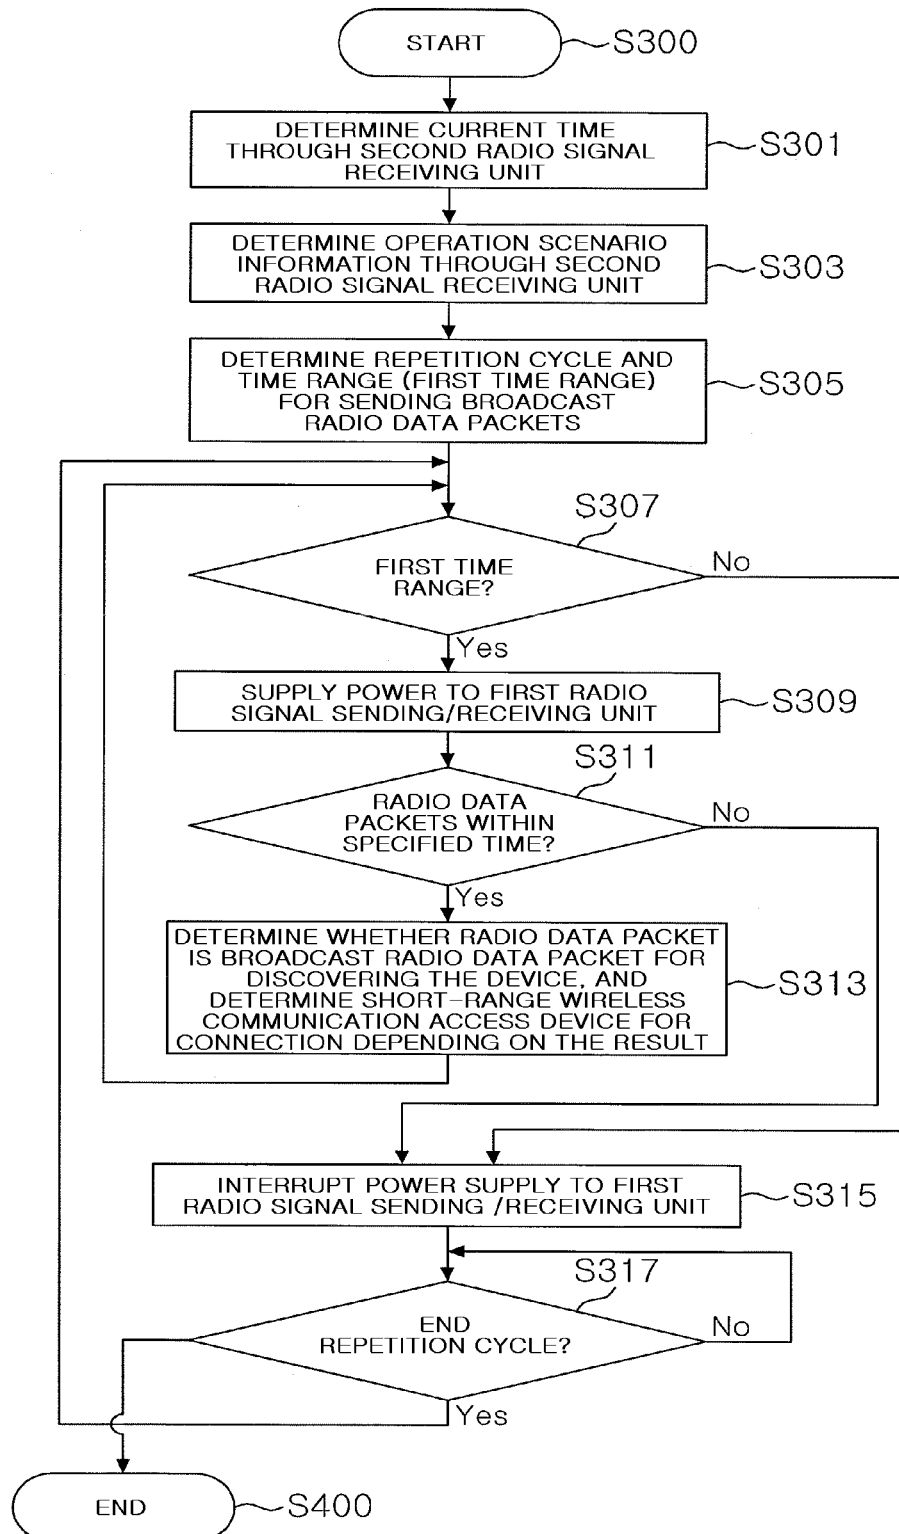 START
S300
DETERMINE CURRENT TIME
THROUGH SECOND RADIO SIGNAL
RECEIVING UNIT
S301
DETERMINE OPERATION SCENARIO
INFORMATION THROUGH SECOND
RADIO SIGNAL RECEIVING UNIT
S303
DETERMINE REPETITION CYCLE AND
TIME RANGE (FIRST TIME RANGE)
FOR SENDING BROADCAST
RADIO DATA PACKETS
S305
S307
FIRST TIME
RANGE?
No
Yes
SUPPLY POWER TO FIRST RADIO
SIGNAL SENDING/RECEIVING UNIT
S309
S311
RADIO DATA
PACKETS WITHIN
SPECIFIED TIME?
No
Yes
DETERMINE WHETHER RADIO DATA PACKET
IS BROADCAST RADIO DATA PACKET FOR
DISCOVERING THE DEVICE, AND
DETERMINE SHORT-RANGE WIRELESS
COMMUNICATION ACCESS DEVICE FOR
CONNECTION DEPENDING ON THE RESULT
S313
INTERRUPT POWER SUPPLY TO FIRST
RADIO SIGNAL SENDING /RECEIVING UNIT
S315
S317
END
REPETITION CYCLE?
No
Yes
END
S400